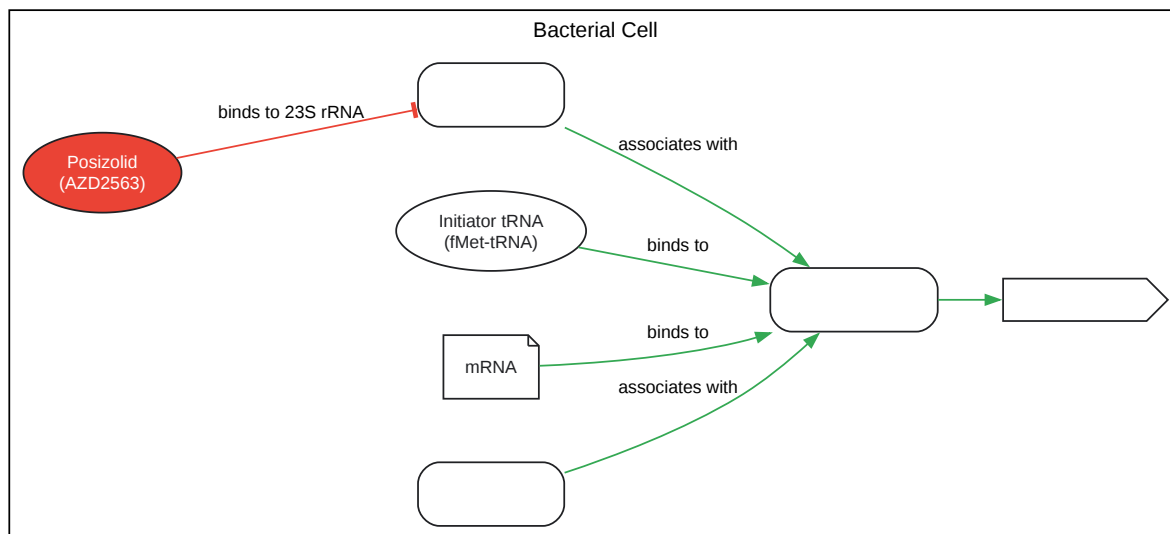 Bacterial Cell
binds to 23S rRNA
Posizolid
(AZD2563)
associates with
Initiator tRNA
(fMet-tRNA)
binds to
binds to
mRNA
associates with